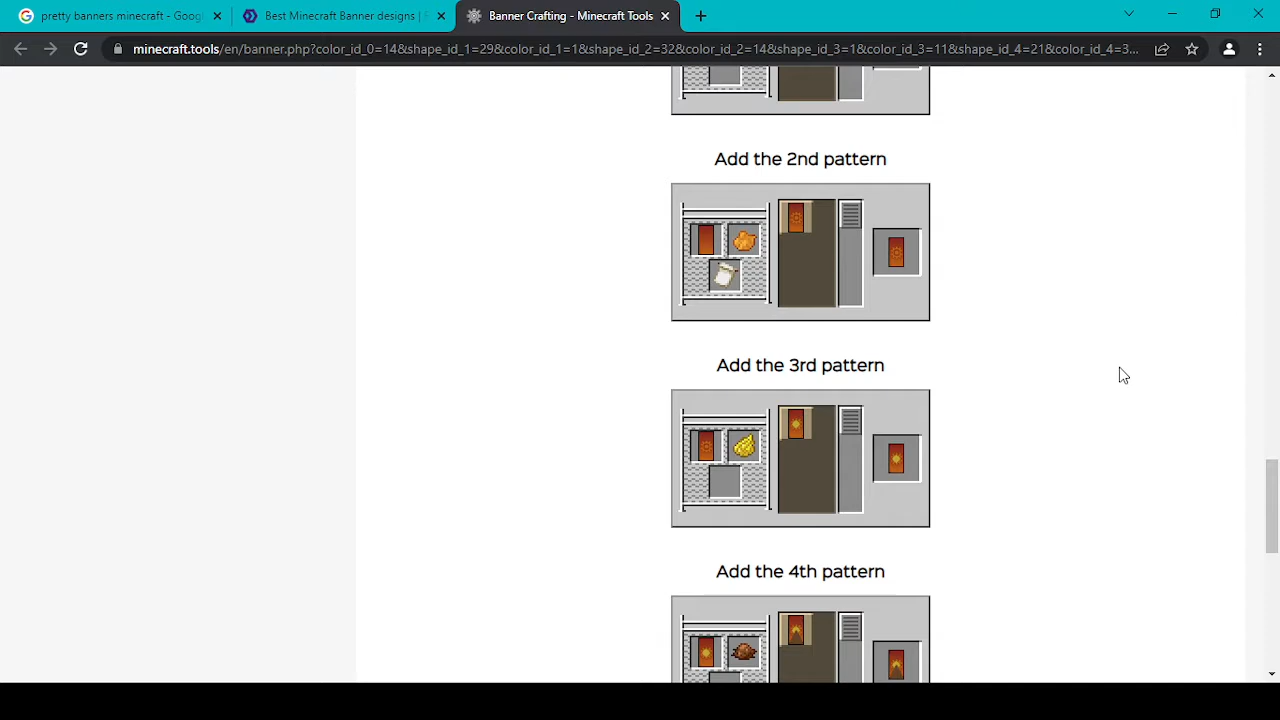 pretty banners minecraft - Goog
Best Minecraft Banner designs |
Banner Crafting - Minecraft Tools
minecraft.tools/en/banner.php?color_id_0=14&shape_id_1=29&color_id_1=1&shape_id_2=32&color_id_2=14&shape_id_3=1&color_id_3=11&shape_id_4=21&color_id_4=3...
Add the 2nd pattern
Add the 3rd pattern
Add the 4th pattern